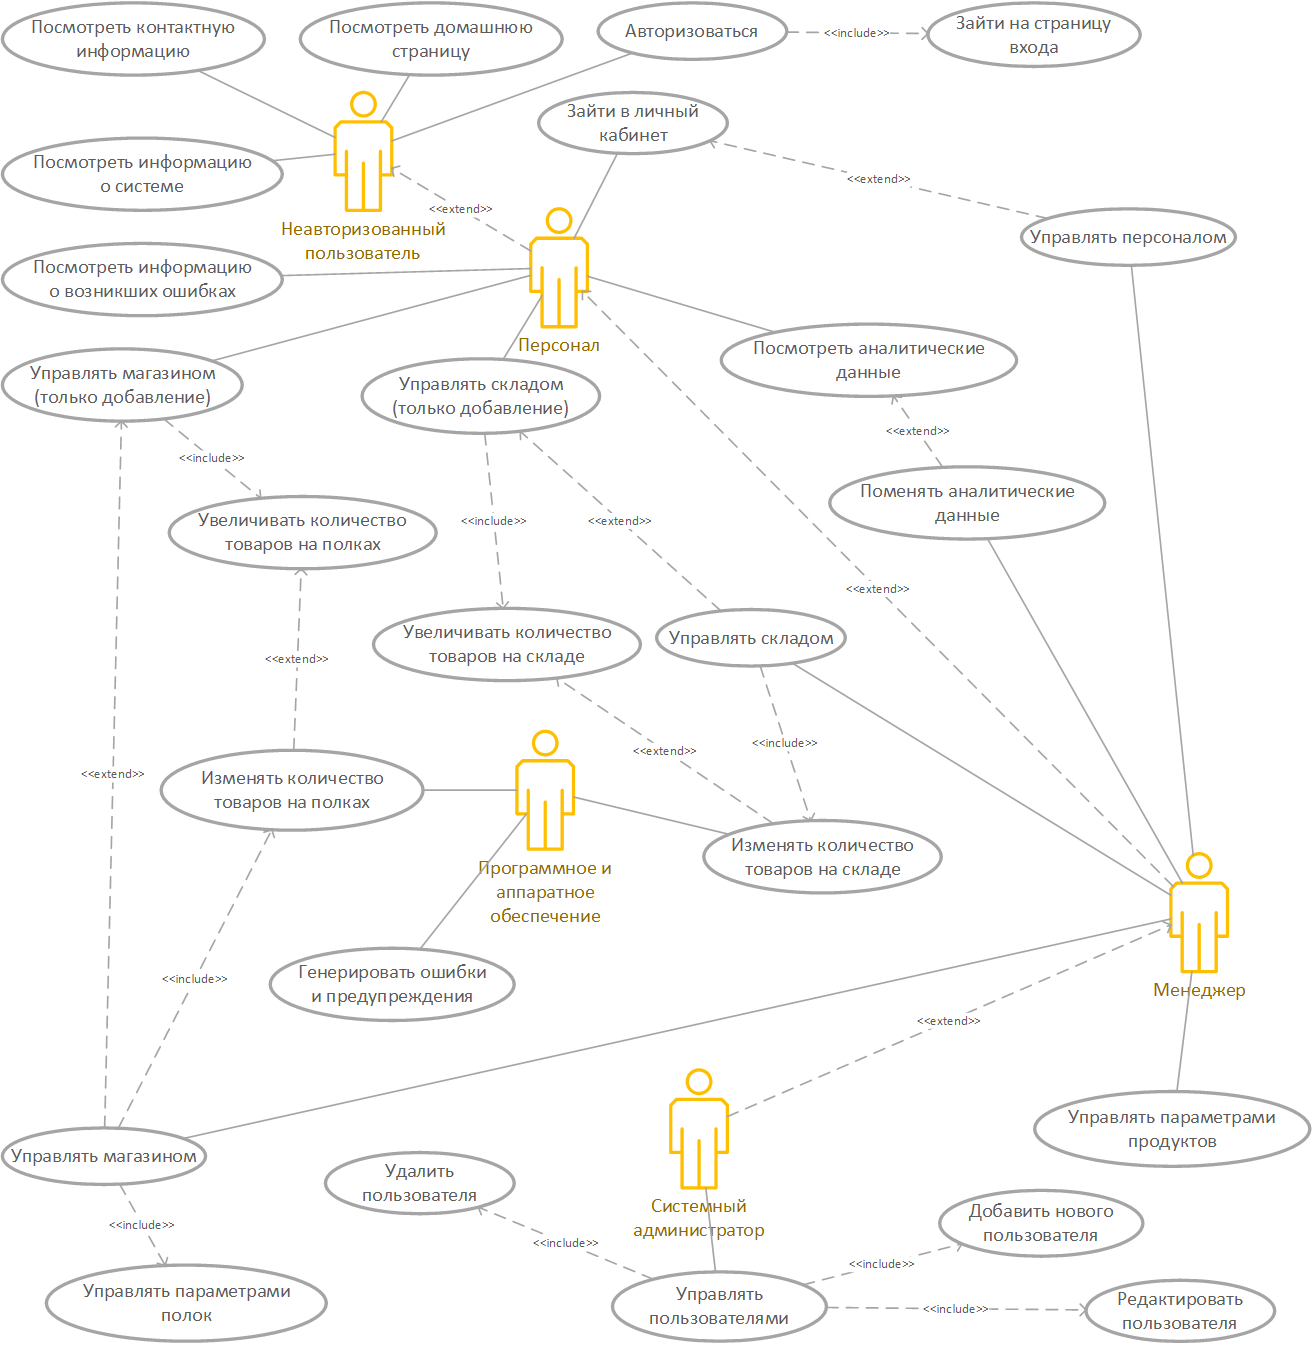 Посмотреть контактную
информацию
Посмотреть домашнюю
страницу
Авторизоваться
<<include>>
Зайти на страницу
входа
Зайти в личный
кабинет
Посмотреть информацию
о системе
<<extend>>
<<extend>>
Неавторизованный
пользователь
Управлять персоналом
Посмотреть информацию
о возникших ошибках
Персонал
Посмотреть аналитические
данные
Управлять магазином
(только добавление)
Управлять складом
(только добавление)
<<extend>>
<<include>>
Поменять аналитические
данные
Увеличивать количество
товаров на полках
<<include>>
<<extend>>
<<extend>>
Увеличивать количество
товаров на складе
Управлять складом
<<extend>>
<<extend>>
<<include>>
<<extend>>
Изменять количество
товаров на полках
Изменять количество
товаров на складе
Программное и
аппаратное
обеспечение
<<include>>
Генерировать ошибки
и предупреждения
Менеджер
<<extend>>
Управлять параметрами
продуктов
Управлять магазином
Удалить
пользователя
Системный
администратор
Добавить нового
пользователя
<<include>>
<<include>>
<<include>>
Управлять параметрами
полок
Управлять
пользователями
<<include>>
Редактировать
пользователя